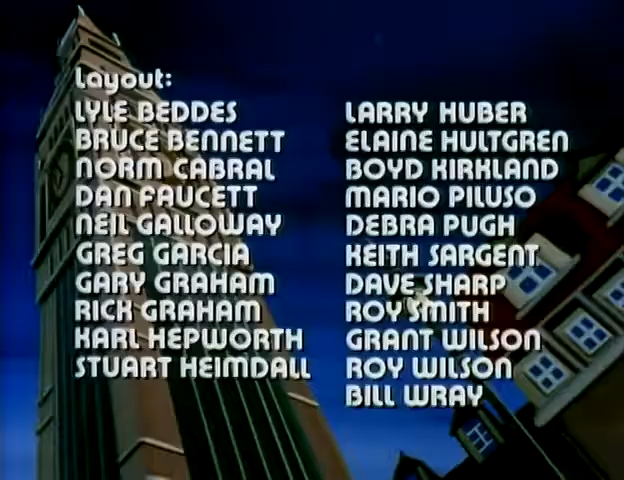 Layout:
LYLE BEDDES
BRUCE BENNETT
NORM CABRAL
DAN FAUCETT
NEIL GALLOWAY
GREG GARCIA
GARY GRAHAM
RICK GRAHAM
KARL HEPWORTH
STUART HEIMDALL
LARRY HUBER
ELAINE HULTGREN
BOYD KIRKLAND
MARIO PILUSO
DEBRA PUGH
KEITH SARGENT
DAVE SHARP
ROY SMITH
GRANT WILSON
ROY WILSON
BILL WRAY